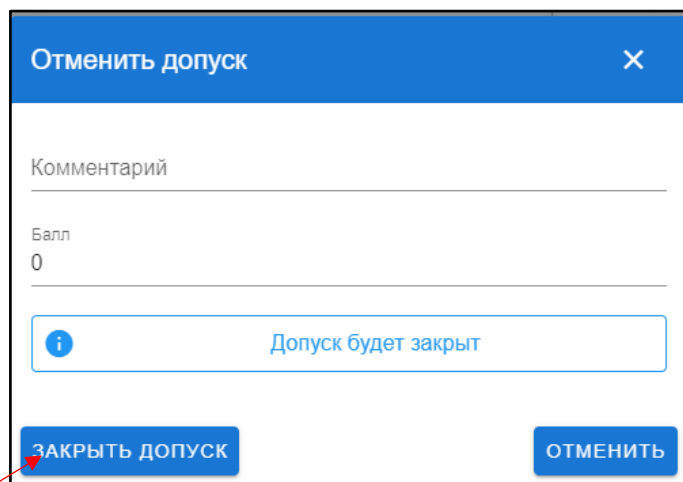 Отменить допуск
Комментарий
Балл
0
Допуск будет закрыт
ЗАКРЫТЬ ДОПУСК
ОТМЕНИТЬ